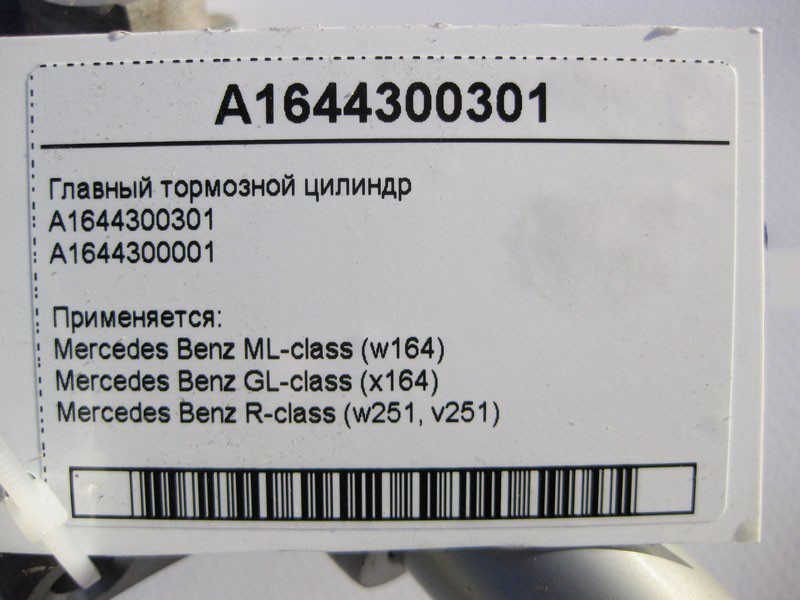 A1644300301
Главный тормозной цилиндр
A1644300301
A1644300001
Применяется:
Mercedes Benz ML-class (w164)
Mercedes Benz GL-class (x164)
Mercedes Benz R-class (w251, v251)